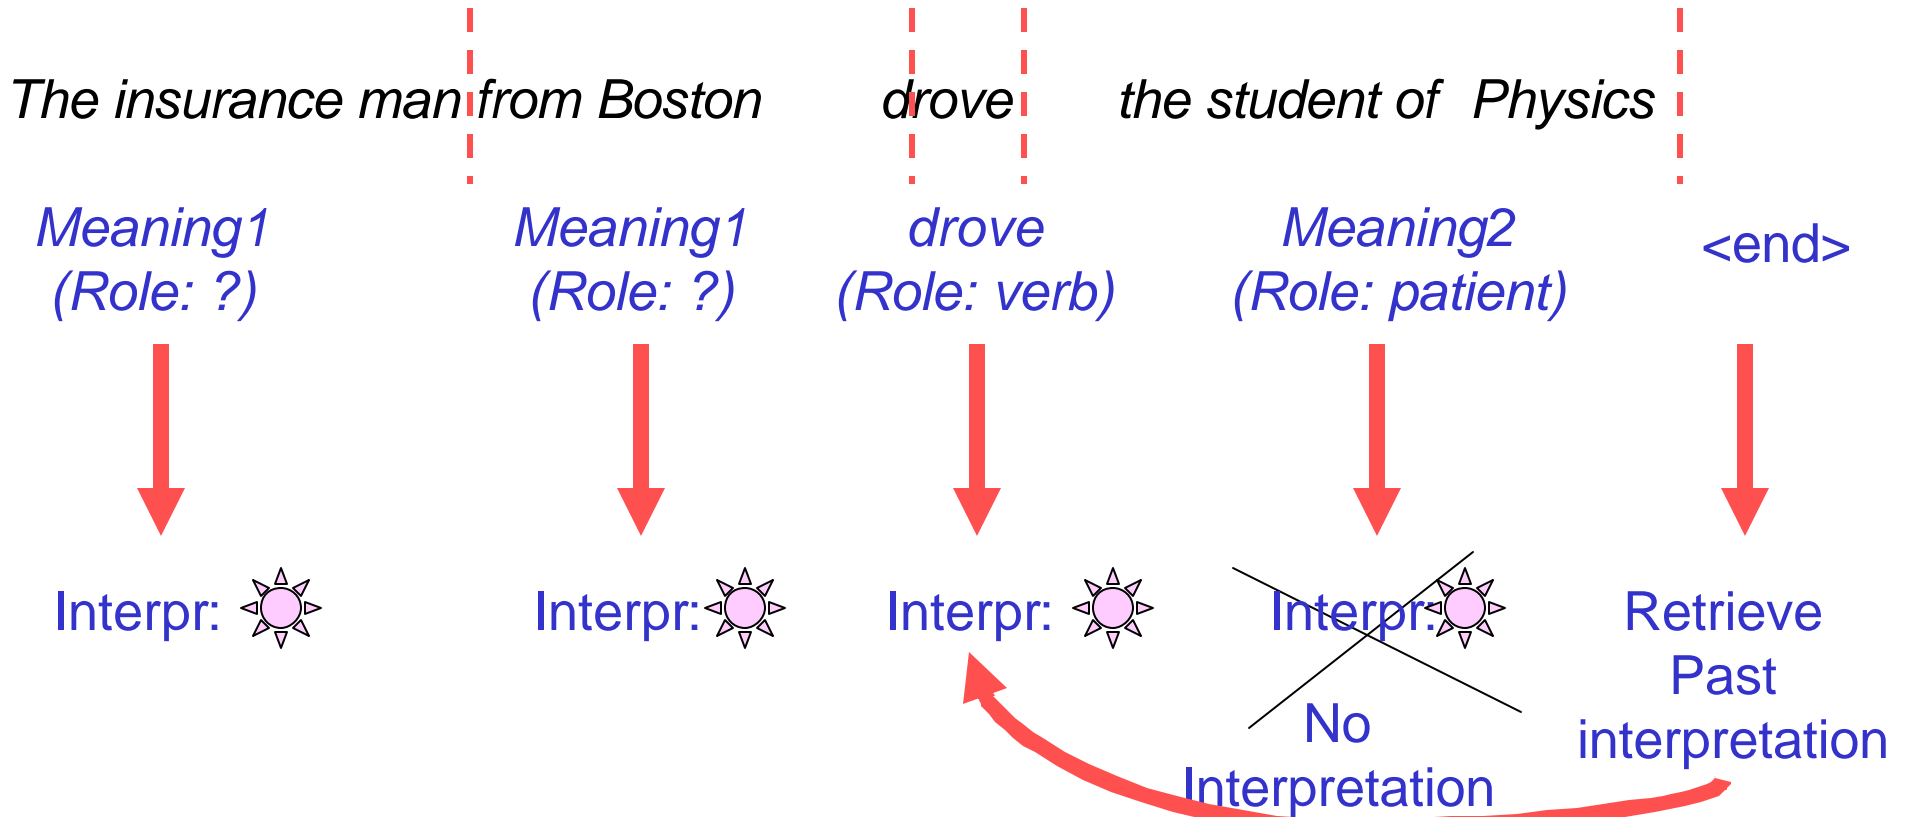 The insurance man from Boston drove the student of Physics
Meaning1 Meaning1 drove Meaning2 <end>
(Role: ?) (Role: ?) (Role: verb) (Role: patient)
Interpr: Interpr: Interpr: Interpr: Retrieve
Past
No interpretation
Interpretation